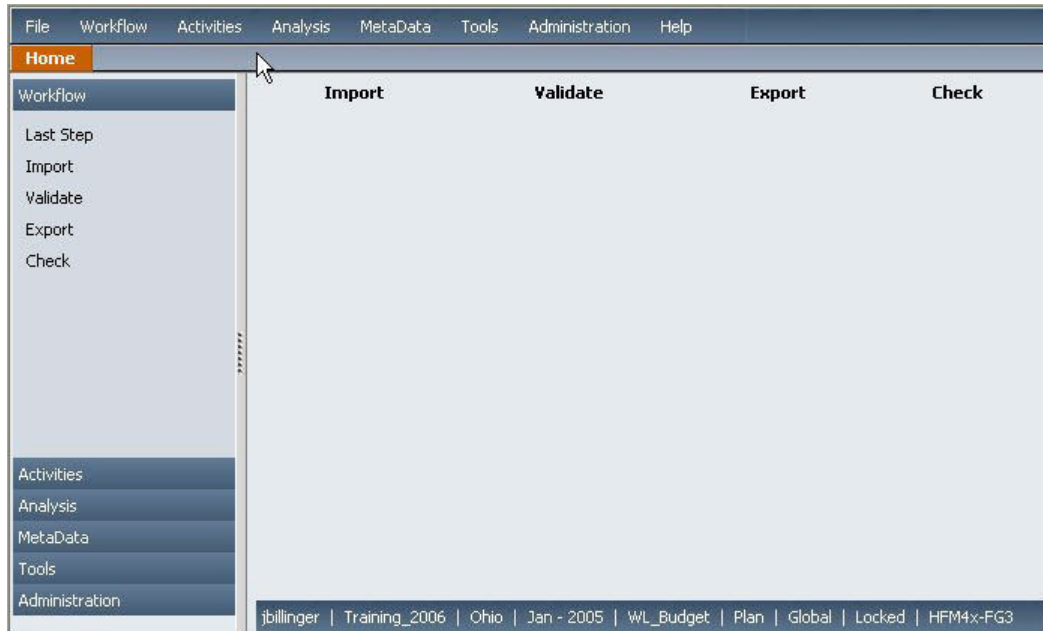 File Workflow Activities Analysis MetaData Tools Administration Help
Home
Workflow
Last Step
Import
Validate
Export
Check
Activities
Analysis
MetaData
Tools
Administration
Import Validate Export Check
jbillinger | Training_2006 | Ohio | Jan - 2005 | WL_Budget | Plan | Global | Locked | HFM4x-FG3